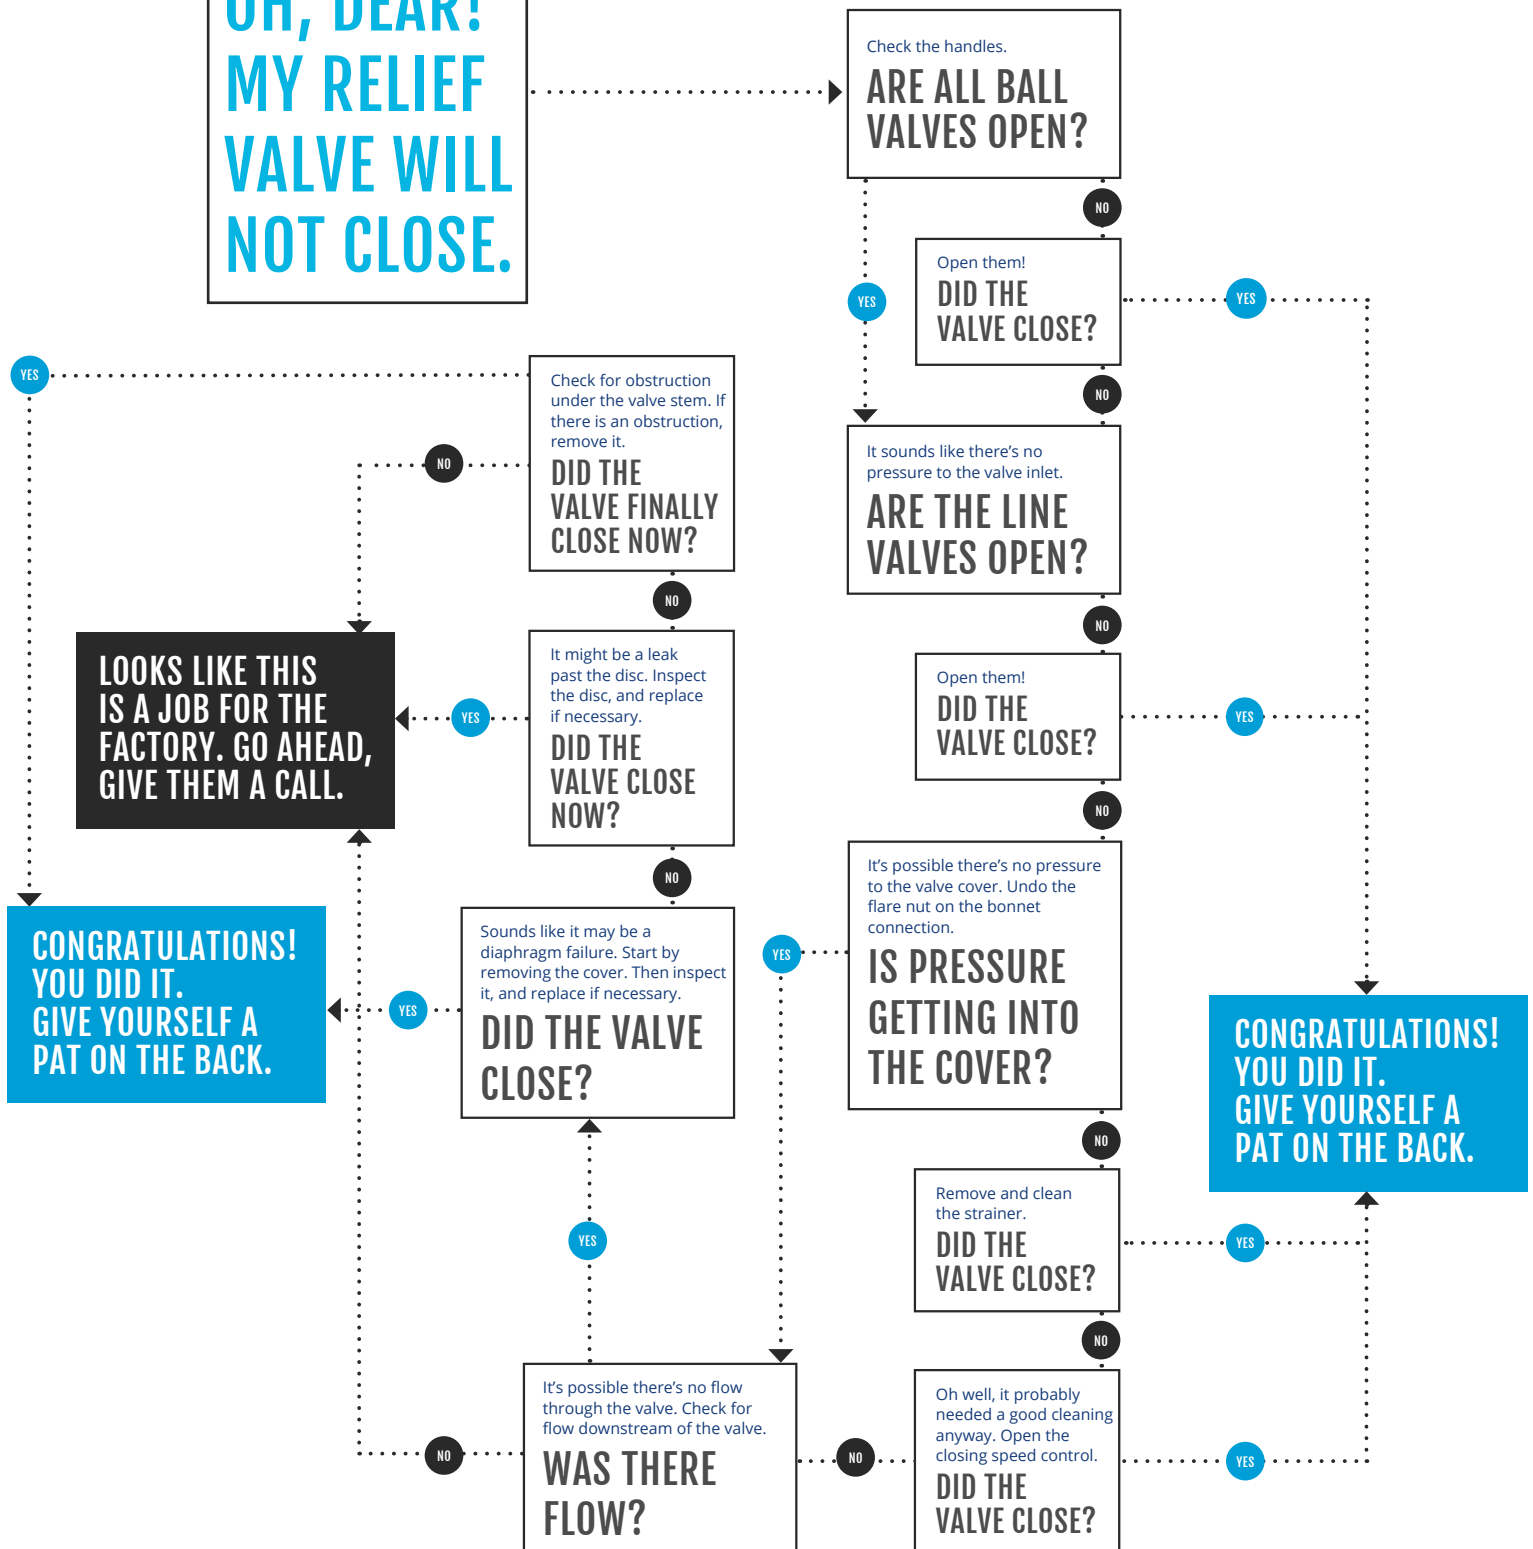 OH, DEAR!
MY RELIEF
VALVE WILL
NOT CLOSE.
Check the handles.
ARE ALL BALL
VALVES OPEN?
NO
Open them!
DID THE
VALVE CLOSE?
YES
YES
NO
It sounds like there's no
pressure to the valve inlet.
ARE THE LINE
VALVES OPEN?
NO
Open them!
DID THE
VALVE CLOSE?
YES
NO
It's possible there's no pressure
to the valve cover. Undo the
flare nut on the bonnet
connection.
IS PRESSURE
GETTING INTO
THE COVER?
YES
NO
Remove and clean
the strainer.
DID THE
VALVE CLOSE?
YES
NO
Oh well, it probably
needed a good cleaning
anyway. Open the
closing speed control.
DID THE
VALVE CLOSE?
YES
NO
CONGRATULATIONS!
YOU DID IT.
GIVE YOURSELF A
PAT ON THE BACK.
It's possible there's no flow
through the valve. Check for
flow downstream of the valve.
WAS THERE
FLOW?
NO
YES
Sounds like it may be a
diaphragm failure. Start by
removing the cover. Then inspect
it, and replace if necessary.
DID THE VALVE
CLOSE?
YES
NO
It might be a leak
past the disc. Inspect
the disc, and replace
if necessary.
DID THE
VALVE CLOSE
NOW?
YES
NO
Check for obstruction
under the valve stem. If
there is an obstruction,
remove it.
DID THE
VALVE FINALLY
CLOSE NOW?
YES
NO
LOOKS LIKE THIS
IS A JOB FOR THE
FACTORY. GO AHEAD,
GIVE THEM A CALL.
CONGRATULATIONS!
YOU DID IT.
GIVE YOURSELF A
PAT ON THE BACK.